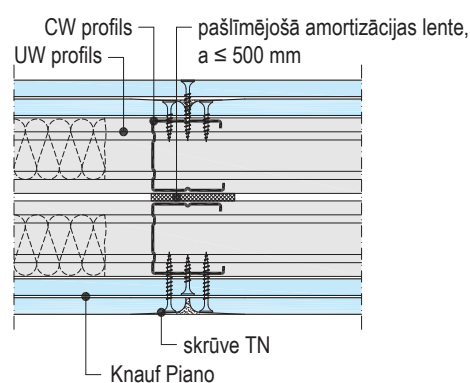 CW profils
pašlīmējošā amortizācijas lente,
UW profils
a ≤ 500 mm
skrūve TN
Knauf Piano